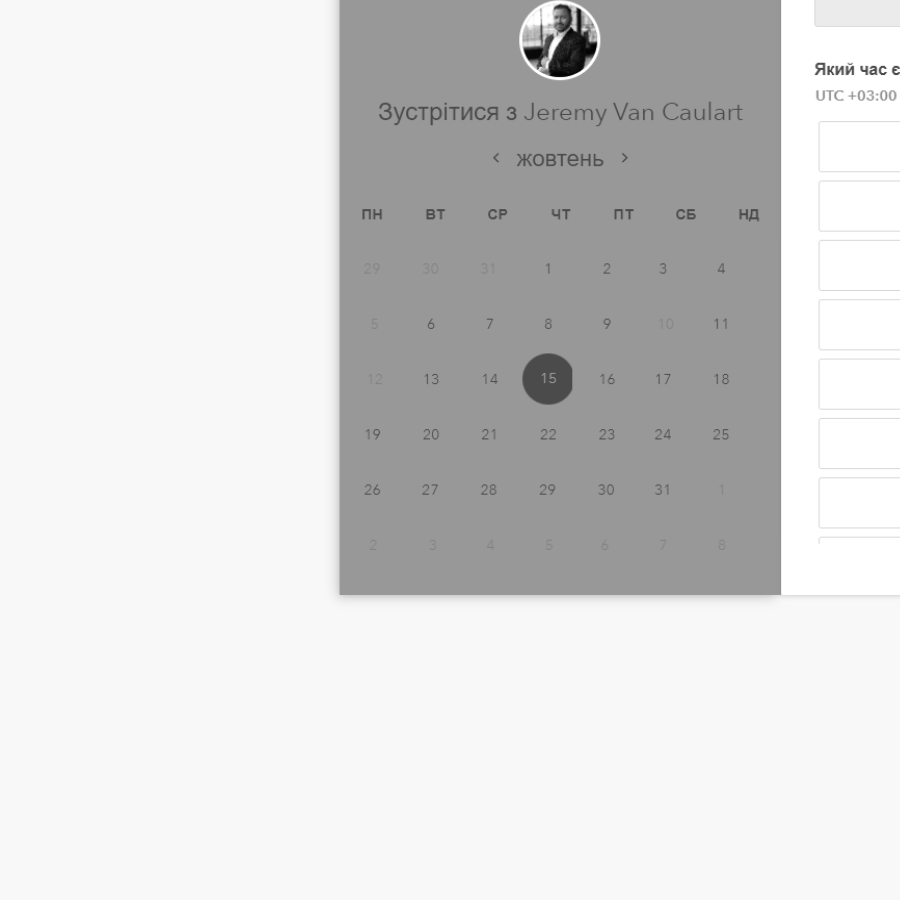 Зустрітися з Jeremy Van Caulart
жовтень
ПН ВТ СР ЧТ ПТ СБ НД
29 30 31 1 2 3 4
5 6 7 8 9 10 11
12 13 14 15 16 17 18
19 20 21 22 23 24 25
26 27 28 29 30 31 1
2 3 4 5 6 7 8
Який час є
UTC +03:00